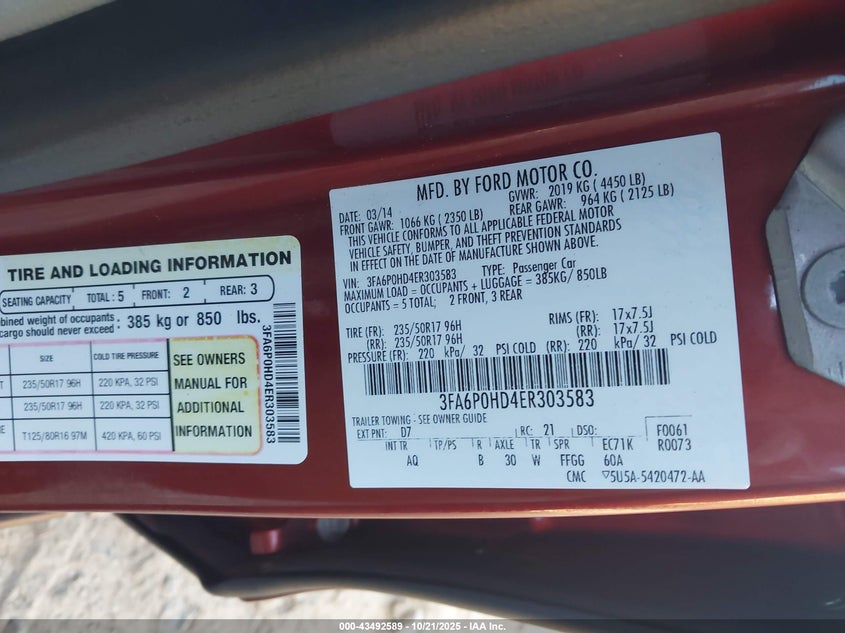 MFD. BY FORD MOTOR CO.
DATE: 03/14
GVWR: 2019 KG ( 4450 LB)
FRONT GAWR: 1066 KG ( 2350 LB)
REAR GAWR: 964 KG ( 2125 LB)
THIS VEHICLE CONFORMS TO ALL APPLICABLE FEDERAL MOTOR
VEHICLE SAFETY, BUMPER, AND THEFT PREVENTION STANDARDS
IN EFFECT ON THE DATE OF MANUFACTURE SHOWN ABOVE.
VIN: 3FA6P0HD4ER303583 TYPE: Passenger Car
MAXIMUM LOAD = OCCUPANTS + LUGGAGE = 385KG/ 850LB
OCCUPANTS = 5 TOTAL; 2 FRONT, 3 REAR
TIRE (FR): 235/50R17 96H RIMS (FR): 17x7.5J
(RR): 235/50R17 96H (RR): 17x7.5J
PRESSURE (FR): 220 kPa/ 32 PSI COLD (RR): 220 kPa/ 32 PSI COLD
3FA6P0HD4ER303583
TRAILER TOWING - SEE OWNER GUIDE
EXT PNT: D7 RC: 21 DSO: F0061
INT TR TP/PS R AXLE TR SPR EC71K R0073
AQ B 30 W FFGG 60A
CMC ▽5U5A-5420472-AA
TIRE AND LOADING INFORMATION
SEATING CAPACITY TOTAL : 5 FRONT: 2 REAR: 3
weight of occupants
cargo should never exceed : 385 kg or 850 lbs.
SIZE COLD TIRE PRESSURE
235/50R17 96H 220 KPA, 32 PSI
235/50R17 96H 220 KPA, 32 PSI
T125/80R16 97M 420 KPA, 60 PSI
SEE OWNERS
MANUAL FOR
ADDITIONAL
INFORMATION
3FA6P0HD4ER303583
000-43492589 - 10/21/2025 - IAA Inc.